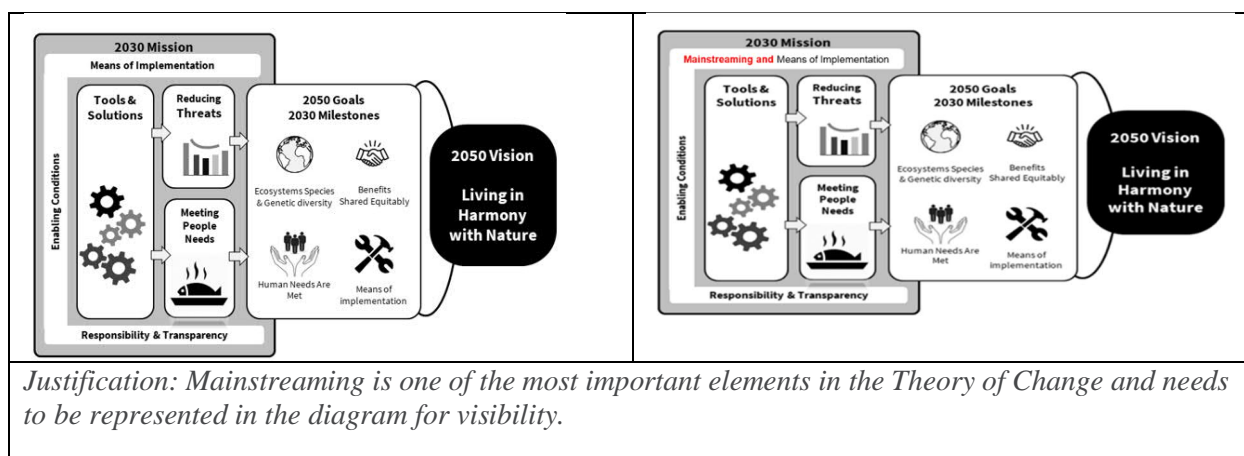 2030 Mission
Means of Implementation
Enabling Conditions
Tools &
Solutions
Reducing
Threats
Meeting
People
Needs
2050 Goals
2030 Milestones
Ecosystems Species
& Genetic diversity
Benefits
Shared Equitably
Human Needs Are
Met
Means of
implementation
2050 Vision
Living in
Harmony
with Nature
Responsibility & Transparency
2030 Mission
Mainstreaming and Means of Implementation
Enabling Conditions
Tools &
Solutions
Reducing
Threats
Meeting
People
Needs
2050 Goals
2030 Milestones
Ecosystems Species
& Genetic diversity
Benefits
Shared Equitably
Human Needs Are
Met
Means of
implementation
2050 Vision
Living in
Harmony
with Nature
Responsibility & Transparency
Justification: Mainstreaming is one of the most important elements in the Theory of Change and needs
to be represented in the diagram for visibility.